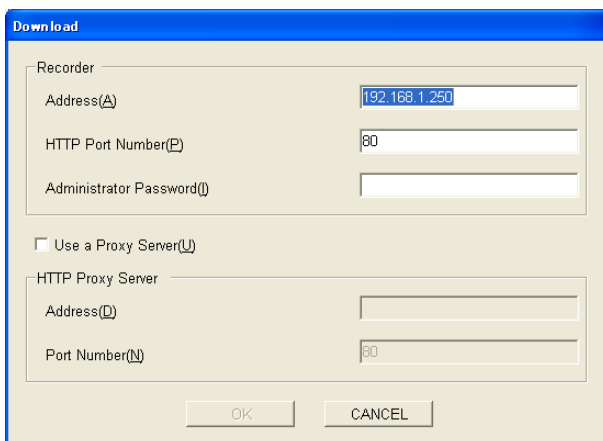 Download
Recorder
Address(A)
192.168.1.250
HTTP Port Number(P)
80
Administrator Password(I)
Use a Proxy Server(U)
HTTP Proxy Server
Address(D)
Port Number(N)
80
OK
CANCEL